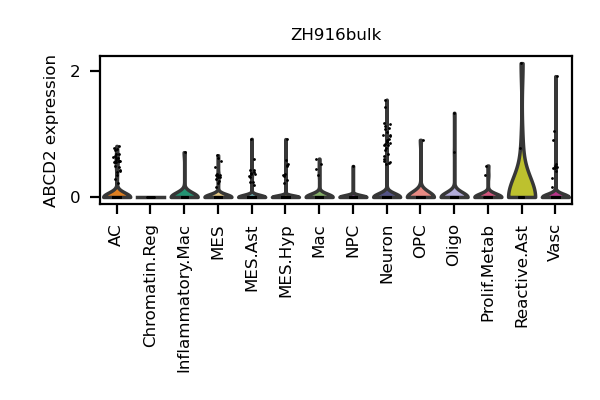 ZH916bulk
ABCD2 expression
2
0
AC
Chromatin.Reg
Inflammatory.Mac
MES
MES.Ast
MES.Hyp
Mac
NPC
Neuron
OPC
Oligo
Prolif.Metab
Reactive.Ast
Vasc